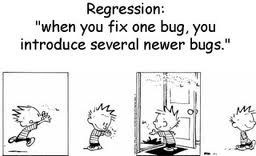 Regression:
"when you fix one bug, you
introduce several newer bugs."